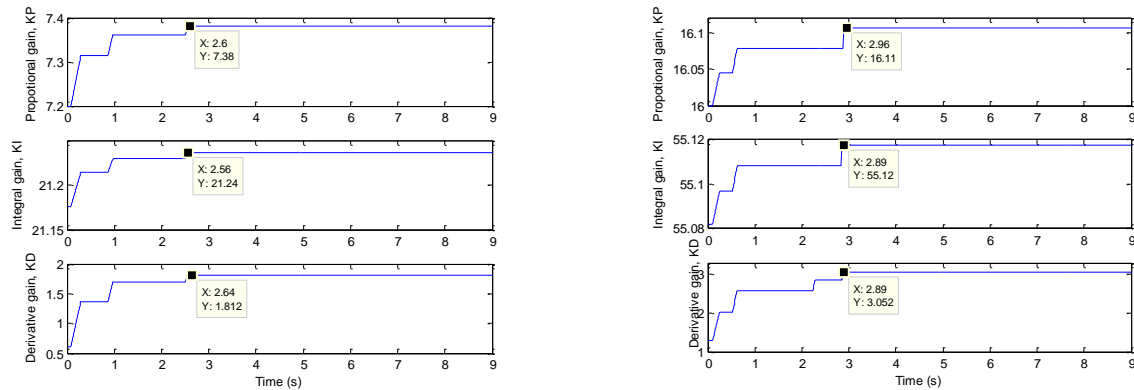 7.4
7.3
7.2
Propotional gain, KP
X: 2.6
Y: 7.38
0 1 2 3 4 5 6 7 8 9
21.2
21.15
Integral gain, KI
X: 2.56
Y: 21.24
0 1 2 3 4 5 6 7 8 9
2
1.5
1
0.5
Derivative gain, KD
X: 2.64
Y: 1.812
0 1 2 3 4 5 6 7 8 9
Time (s)
16.1
16.05
16
Propotional gain, KP
X: 2.96
Y: 16.11
0 1 2 3 4 5 6 7 8 9
55.12
55.1
55.08
Integral gain, KI
X: 2.89
Y: 55.12
0 1 2 3 4 5 6 7 8 9
3
2
1
Derivative gain, KD
X: 2.89
Y: 3.052
0 1 2 3 4 5 6 7 8 9
Time (s)